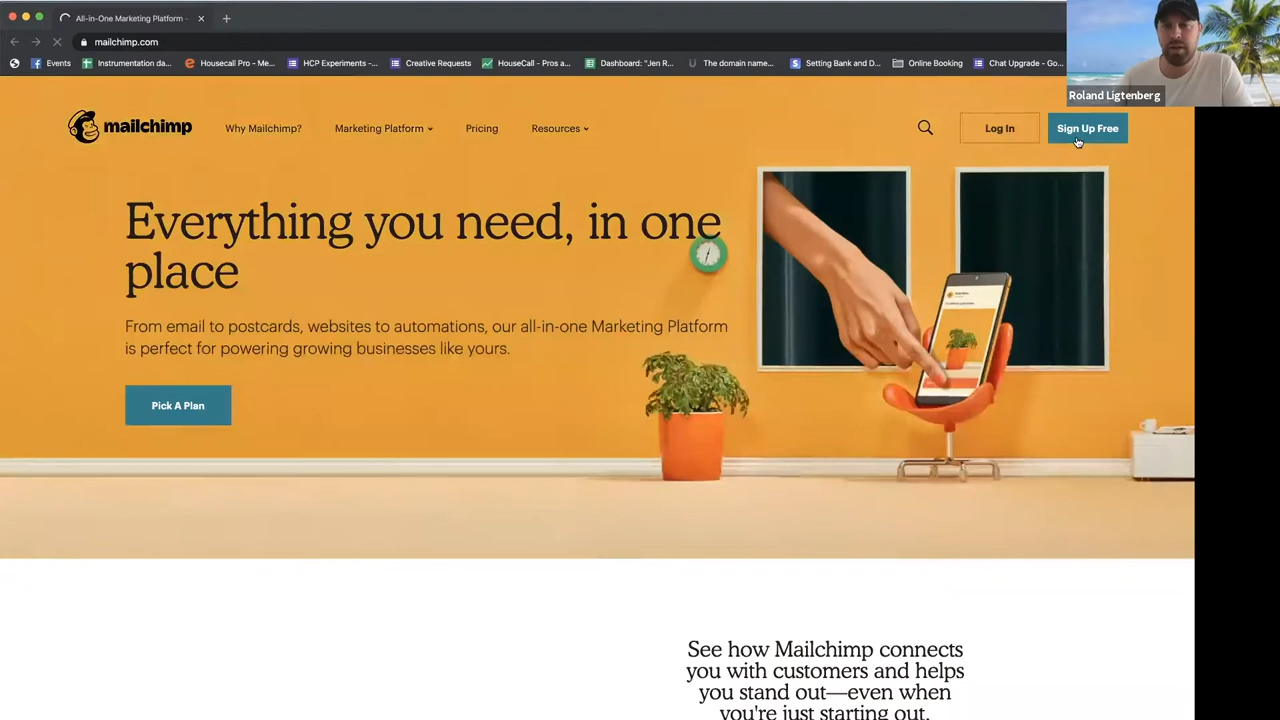 All-in-One Marketing Platform -
mailchimp.com
Events
Instrumentation da...
Housecall Pro - Me...
HCP Experiments -...
Creative Requests
HouseCall - Pros a...
Dashboard: "Jen R...
The domain name...
Setting Bank and D...
Online Booking
Chat Upgrade - Go...
Roland Ligtenberg
mailchimp
Why Mailchimp?
Marketing Platform
Pricing
Resources
Log In
Sign Up Free
Everything you need, in one
place
From email to postcards, websites to automations, our all-in-one Marketing Platform
is perfect for powering growing businesses like yours.
Pick A Plan
See how Mailchimp connects
you with customers and helps
you stand out—even when
you're just starting out.